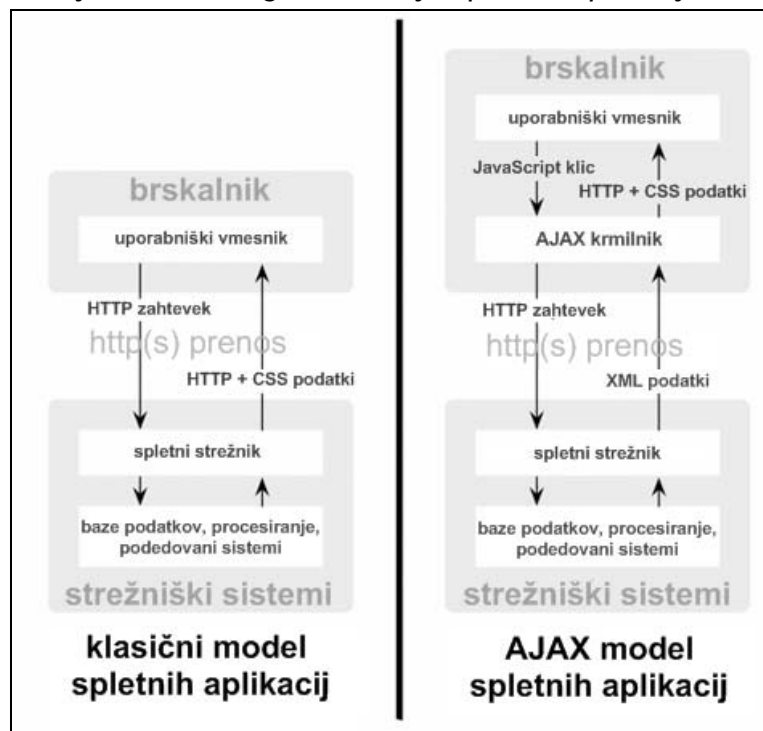 brskalnik
uporabniški vmesnik
HTTP zahtevek
http(s) prenos
HTTP + CSS podatki
spletni strežnik
baze podatkov, procesiranje,
podedovani sistemi
strežniški sistemi
klasični model
spletnih aplikacij
brskalnik
uporabniški vmesnik
JavaScript klic
HTTP + CSS podatki
AJAX krmilnik
HTTP zahtevek
http(s) prenos
XML podatki
spletni strežnik
baze podatkov, procesiranje,
podedovani sistemi
strežniški sistemi
AJAX model
spletnih aplikacij